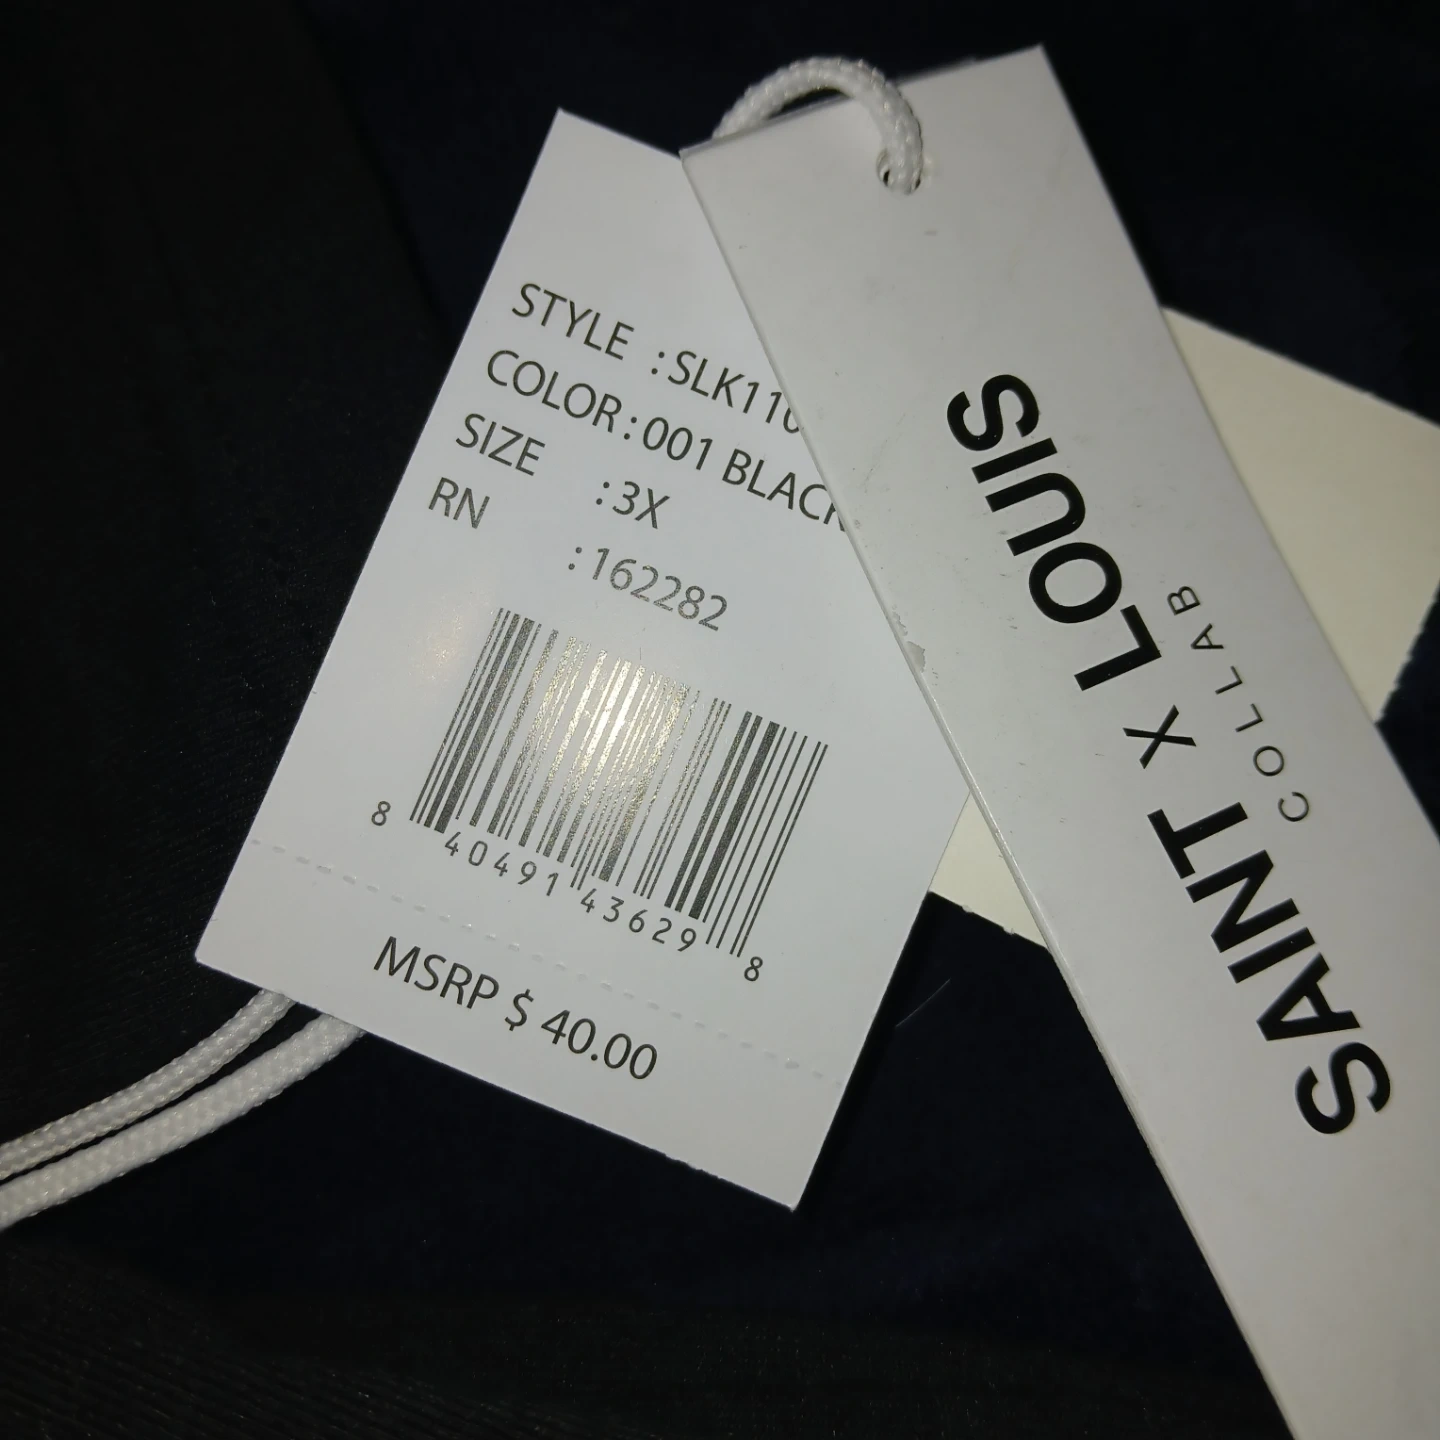 STYLE :SLK110
COLOR:001 BLACK
SIZE :3X
RN :162282
8 40491 43629 8
MSRP $ 40.00
SAINT X LOUIS
COLLAB